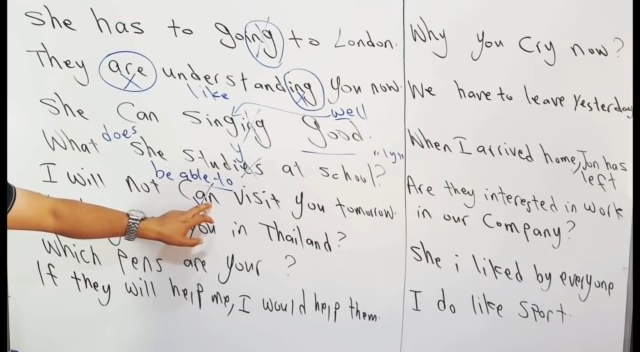 She has to going to London.
They are understanding you now
like
well
She Can Singing good
does
y
What she studies at school?
be able to
I will not Can visit you tomorrow
you in Thailand?
Which pens are your ?
If they will help me, I would help them.
Why you Cry now?
We have to leave Yesterday
When I arrived home, Jun has
left
Are they interested in work
in our Company?
She i liked by everyone
I do like sport.